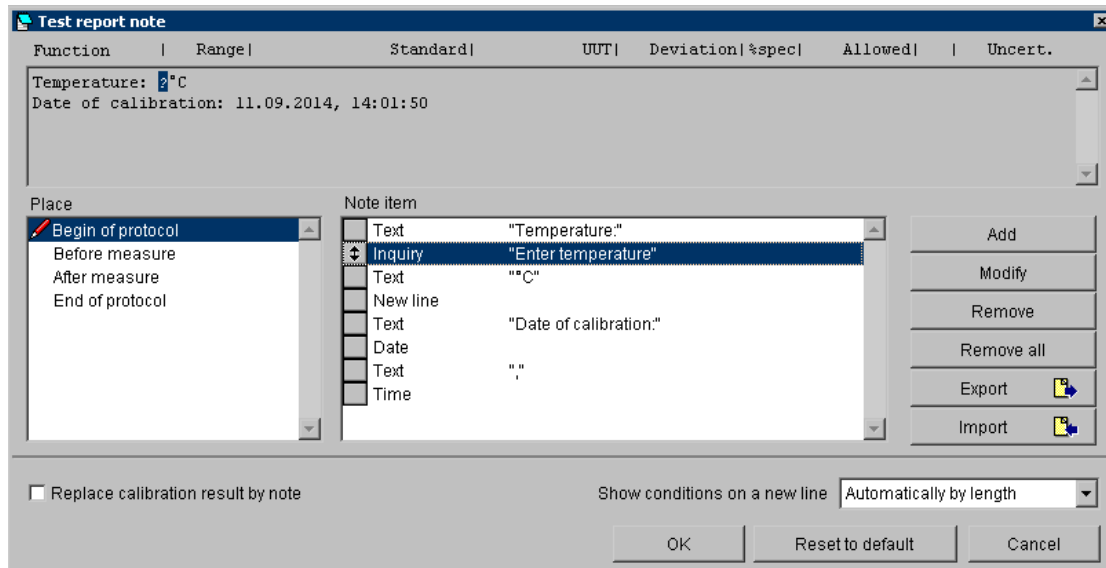 Test report note
Function | Range| Standard| UUT| Deviation|%spec| Allowed| | Uncert.
Temperature: ?°C
Date of calibration: 11.09.2014, 14:01:50
Place
Begin of protocol
Before measure
After measure
End of protocol
Note item
Text "Temperature:"
Inquiry "Enter temperature"
Text "°C"
New line
Text "Date of calibration:"
Date
Text ","
Time
Add
Modify
Remove
Remove all
Export
Import
Replace calibration result by note
Show conditions on a new line Automatically by length
OK Reset to default Cancel